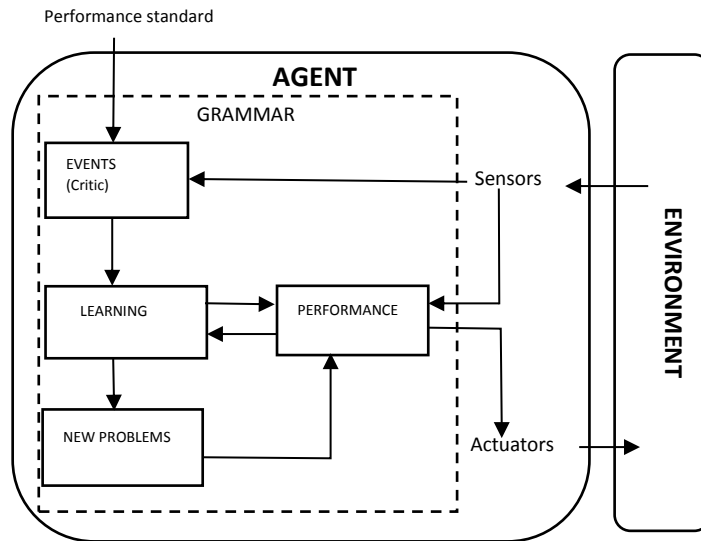 Performance standard
AGENT
GRAMMAR
EVENTS
(Critic)
Sensors
LEARNING
PERFORMANCE
NEW PROBLEMS
Actuators
ENVIRONMENT